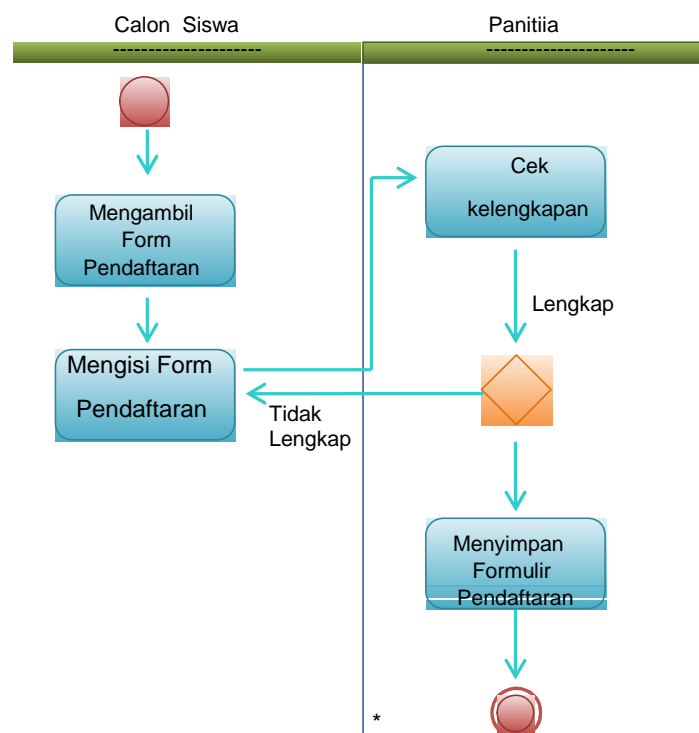 Calon  Siswa
Panitiia
---------------------
---------------------
Mengambil
Form
Pendaftaran
Mengisi Form
Pendaftaran
Cek
kelengkapan
Lengkap
Tidak
Lengkap
Menyimpan
Formulir
Pendaftaran
*